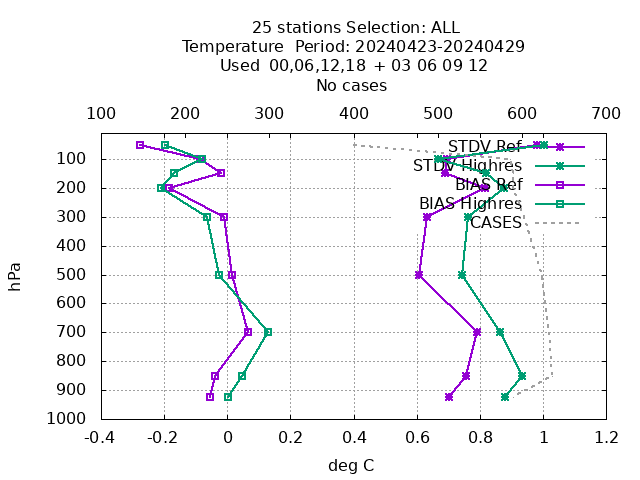 25 stations Selection: ALL
Temperature  Period: 20240423-20240429
Used  00,06,12,18 + 03 06 09 12
No cases
100 200 300 400 500 600 700
STDV Ref
100 STDV Highres
BIAS Ref
200
BIAS Highres
300
CASES
400
500
600
700
800
900
1000
-0.4 -0.2 0 0.2 0.4 0.6 0.8 1 1.2
hPa
deg C